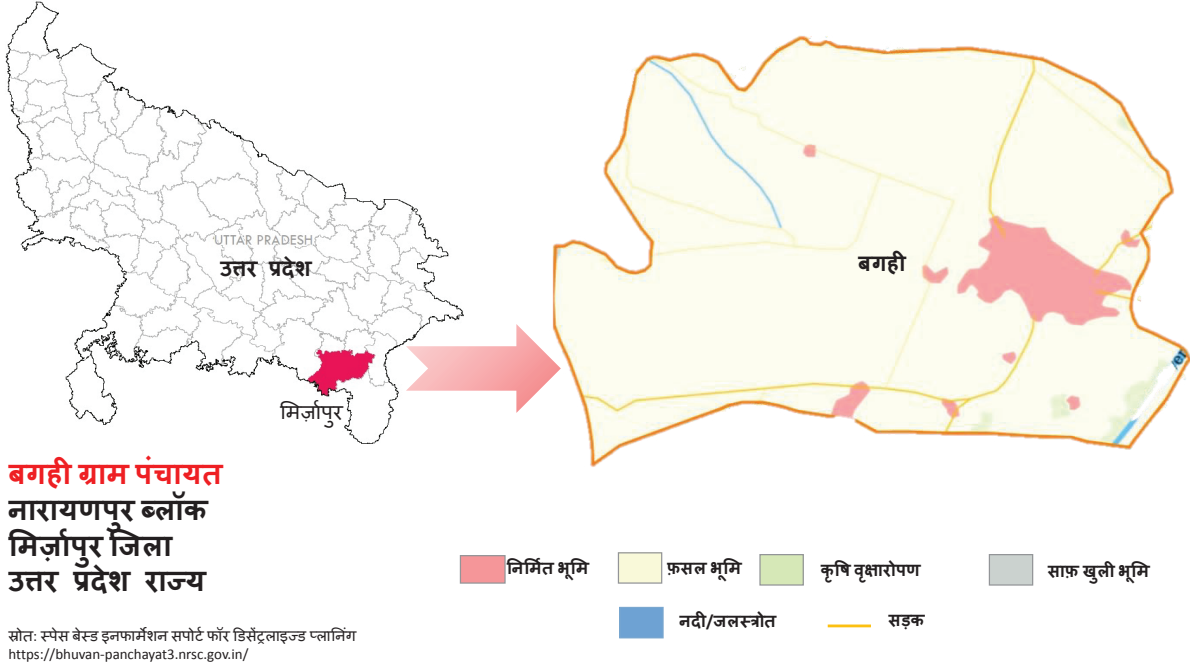 UTTAR PRADESH
उत्तर प्रदेश
मिर्ज़ापुर
बगही
बगही ग्राम पंचायत
नारायणपुर ब्लॉक
मिर्ज़ापुर जिला
उत्तर प्रदेश राज्य
निर्मित भूमि
फ़सल भूमि
कृषि वृक्षारोपण
साफ़ खुली भूमि
नदी/जलस्त्रोत
सड़क
स्रोत: स्पेस बेस्ड इनफार्मेशन सपोर्ट फॉर डिसेंट्रलाइज्ड प्लानिंग
https://bhuvan-panchayat3.nrsc.gov.in/